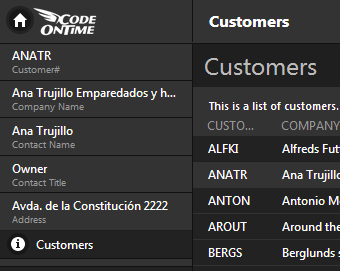 CODE
ONTIME
ANATR
Customer#
Ana Trujillo Emparedados y h...
Company Name
Ana Trujillo
Contact Name
Owner
Contact Title
Avda. de la Constitución 2222
Address
Customers
Customers
Customers
This is a list of customers.
CUSTO... COMPANY
ALFKI Alfreds Fut
ANATR Ana Trujillo
ANTON Antonio Mo
AROUT Around the
BERGS Berglunds s